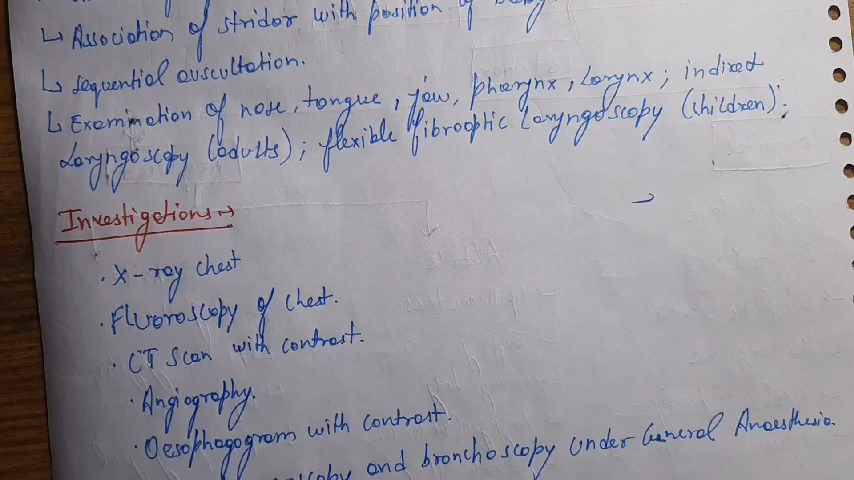 ↳ Association of stridor with position of baby
↳ Sequential auscultation.
↳ Examination of nose, tongue, jaw, pharynx, larynx; indirect
laryngoscopy (adults); flexible fibrooptic laryngoscopy (children);
Investigations →
· X-ray chest
· Fluoroscopy of chest.
· CT Scan with contrast.
· Angiography.
· Oesophagogram with contrast.
and bronchoscopy under General Anaesthesia.